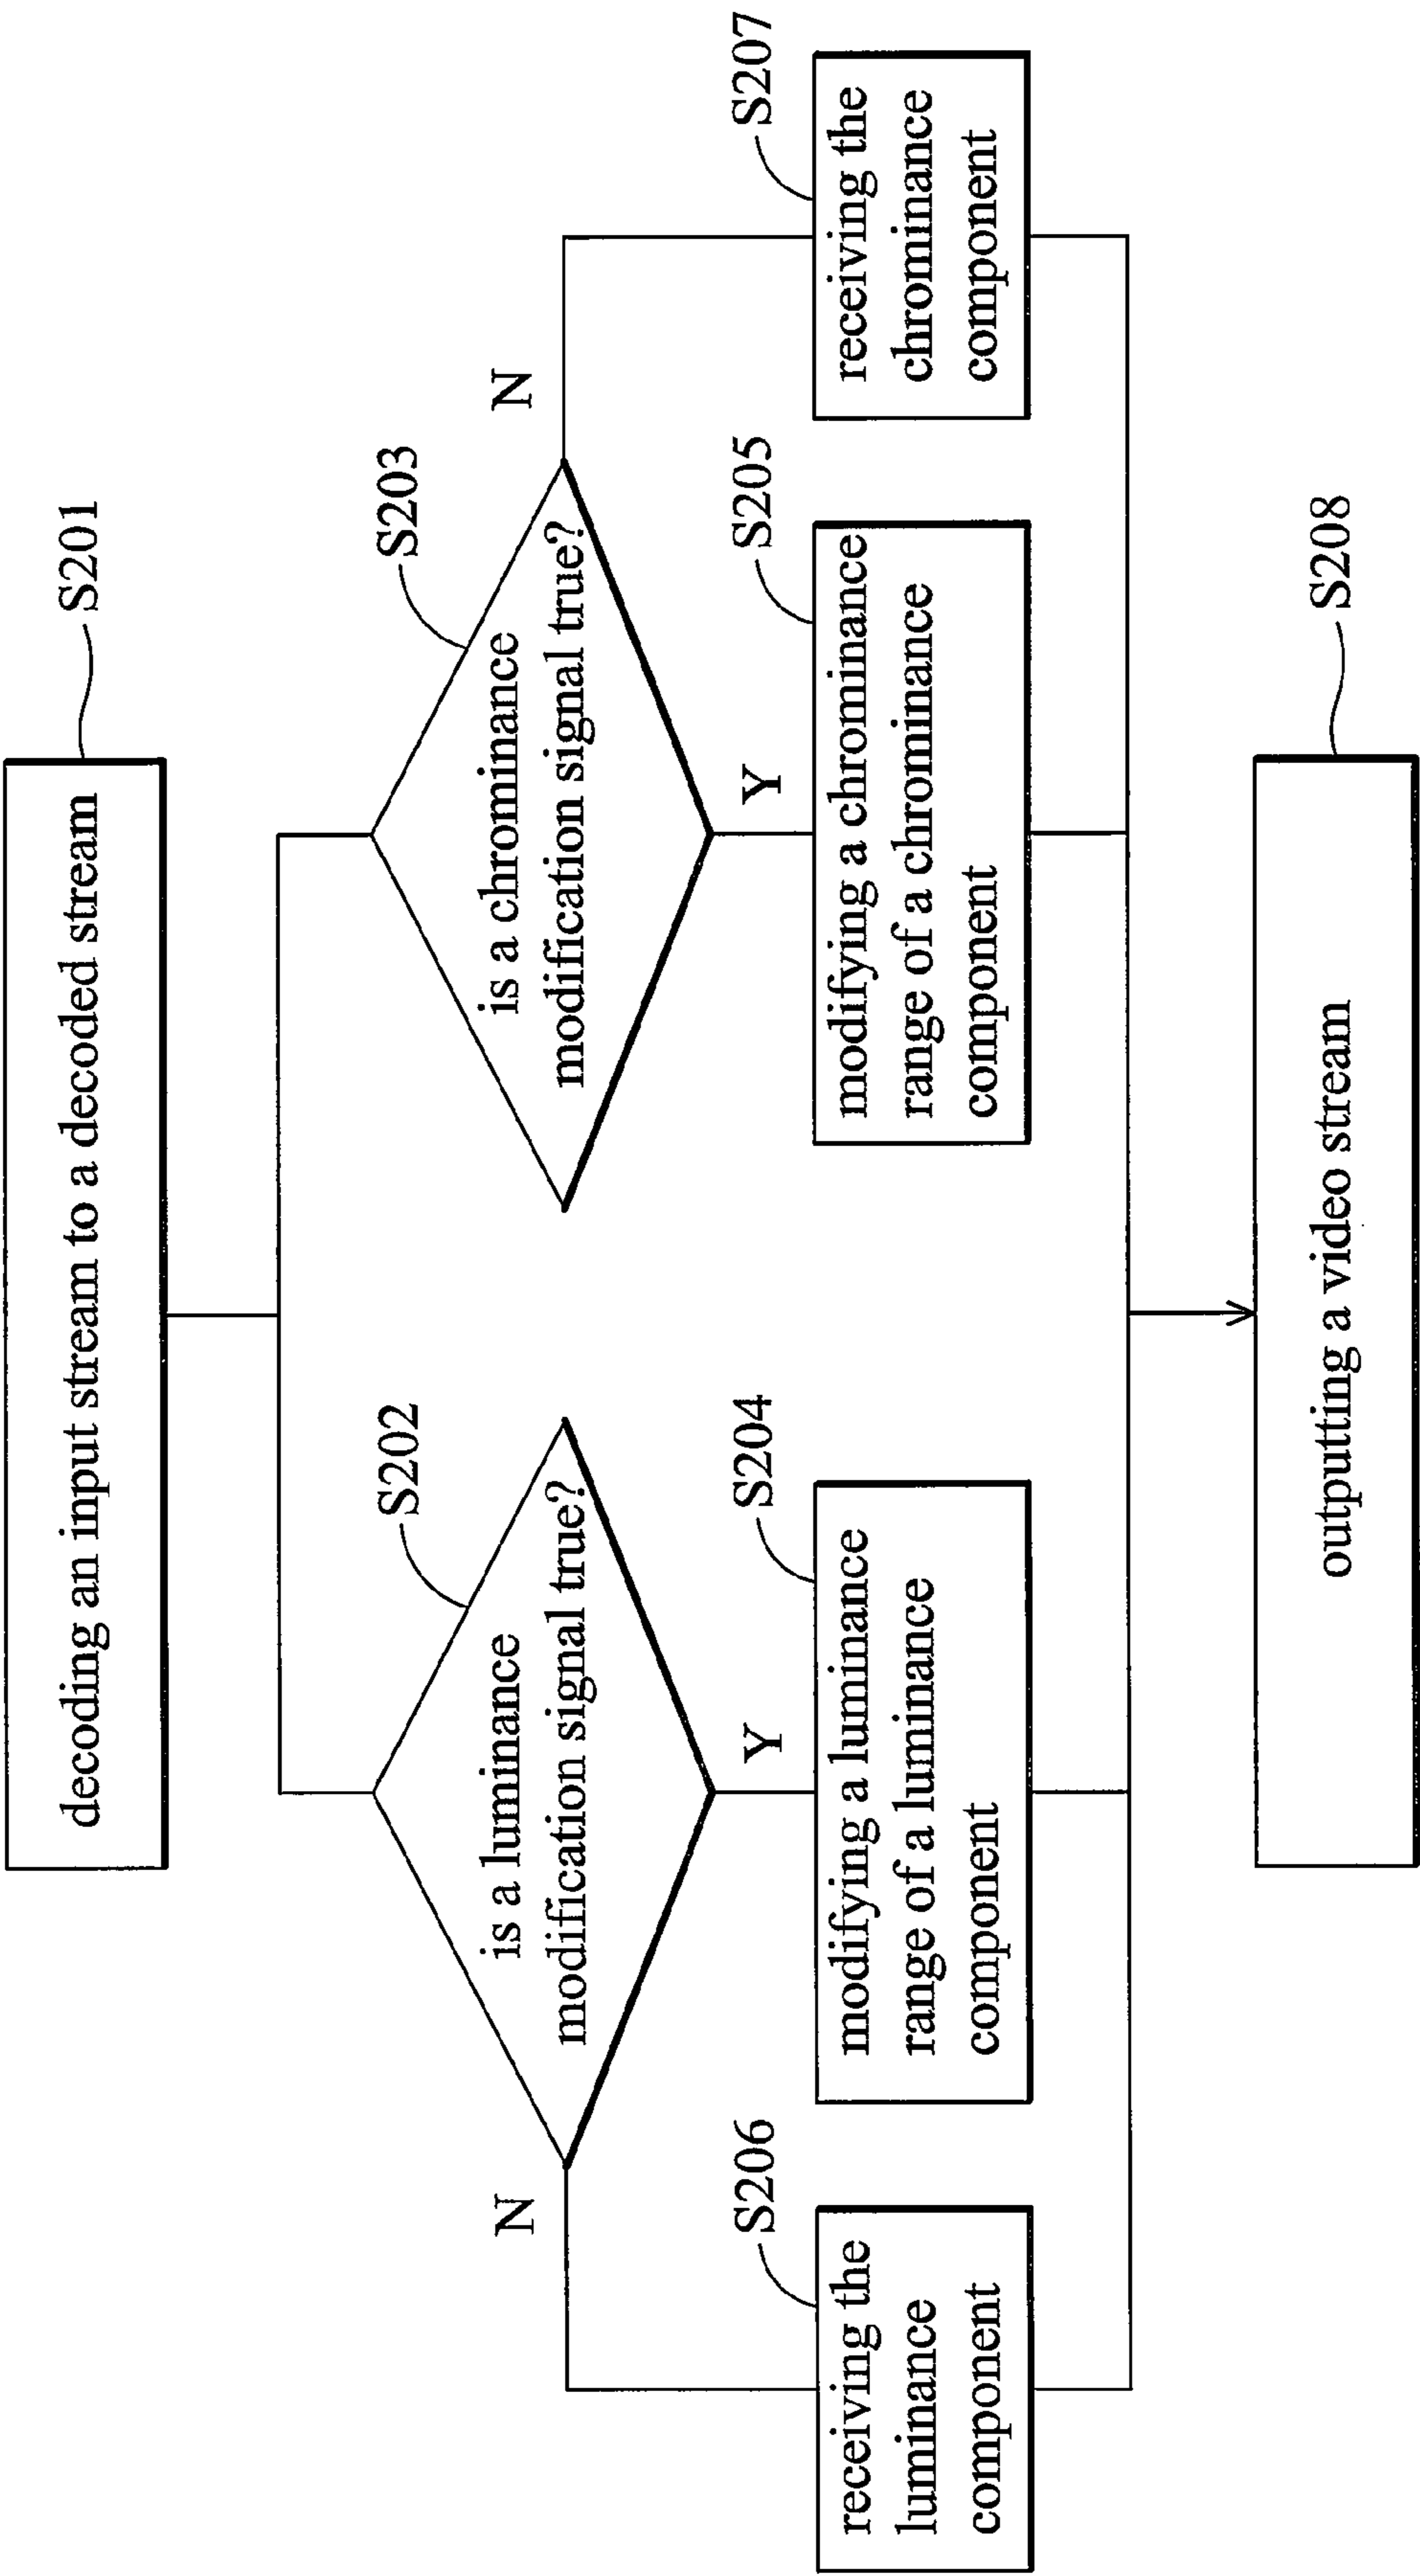 decoding an input stream to a decoded stream
S201
is a luminance
modification signal true?
S202
is a chrominance
modification signal true?
S203
N
Y
Y
N
S206
receiving the
luminance
component
S204
modifying a luminance
range of a luminance
component
S205
modifying a chrominance
range of a chrominance
component
S207
receiving the
chrominance
component
outputting a video stream
S208